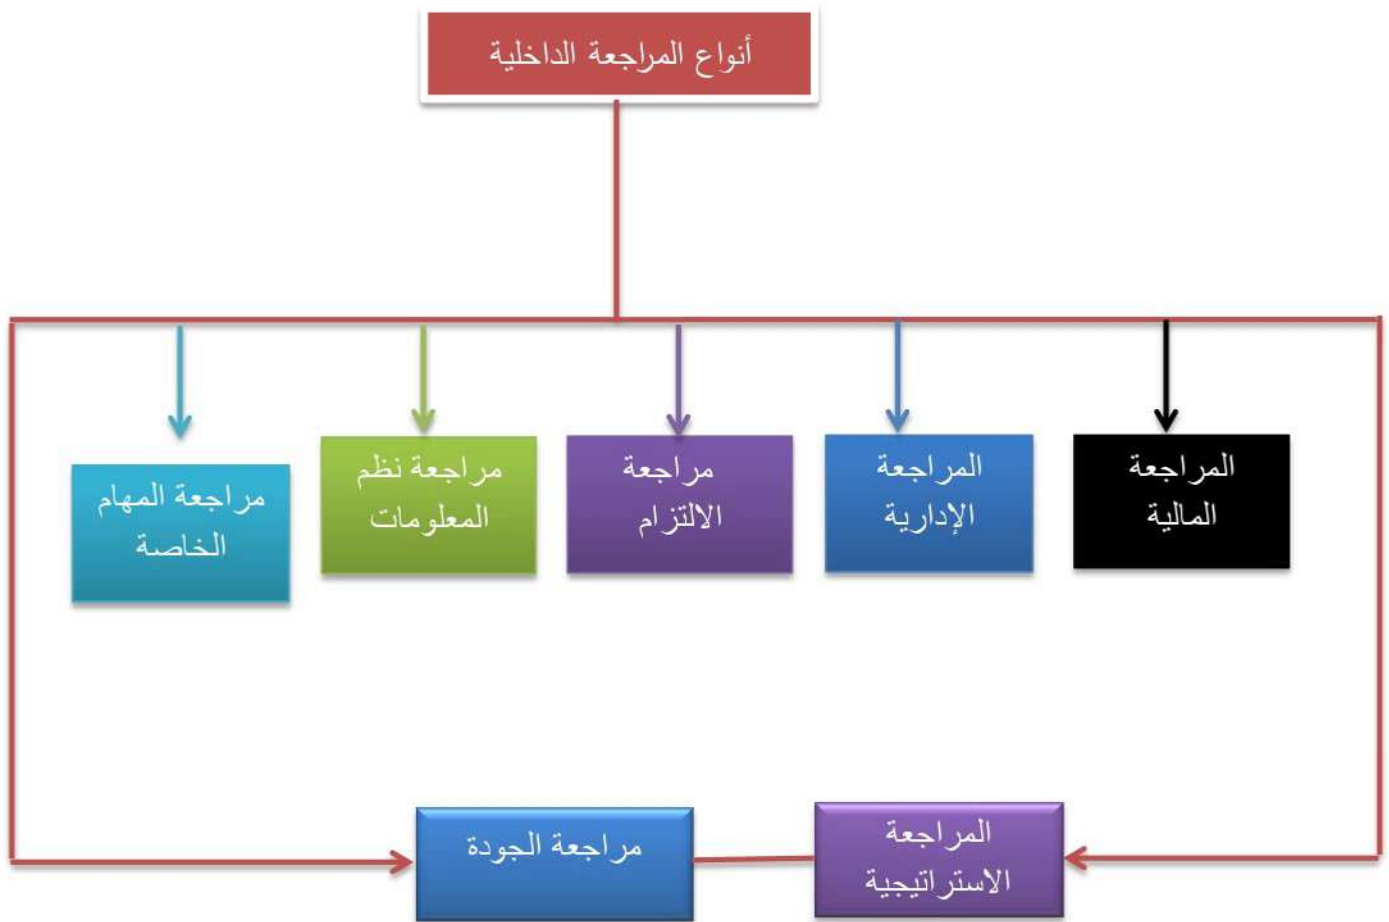 أنواع المراجعة الداخلية
المراجعة
المالية
المراجعة
الإدارية
مراجعة
الالتزام
مراجعة نظم
المعلومات
مراجعة المهام
الخاصة
المراجعة
الاستراتيجية
مراجعة الجودة